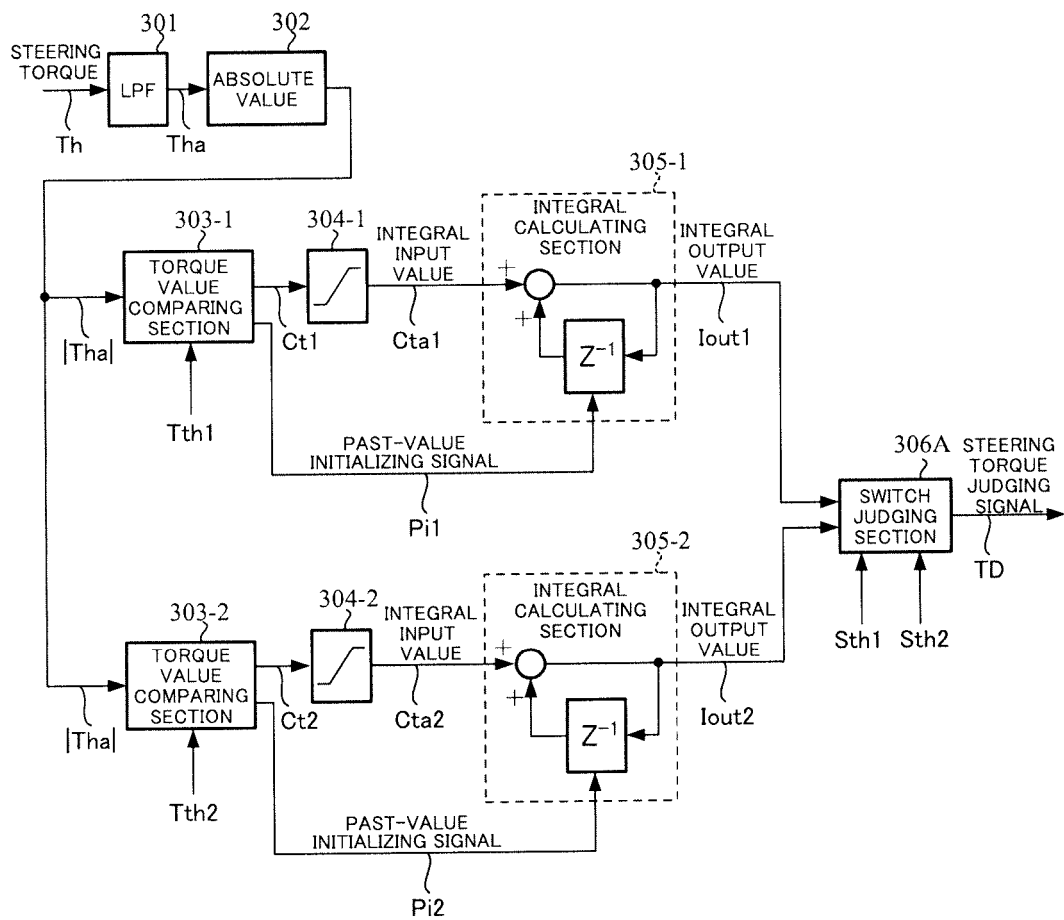 301
302
STEERING
TORQUE
LPF
ABSOLUTE
VALUE
Th
Tha
305-1
303-1
304-1
INTEGRAL
INPUT
VALUE
INTEGRAL
CALCULATING
SECTION
INTEGRAL
OUTPUT
VALUE
TORQUE
VALUE
COMPARING
SECTION
+
+
|Tha|
Ct1
Cta1
Z⁻¹
Iout1
Tth1
PAST-VALUE
INITIALIZING SIGNAL
Pi1
306A
STEERING
TORQUE
JUDGING
SIGNAL
SWITCH
JUDGING
SECTION
TD
Sth1
Sth2
305-2
303-2
304-2
INTEGRAL
INPUT
VALUE
INTEGRAL
CALCULATING
SECTION
INTEGRAL
OUTPUT
VALUE
TORQUE
VALUE
COMPARING
SECTION
+
+
|Tha|
Ct2
Cta2
Z⁻¹
Iout2
Tth2
PAST-VALUE
INITIALIZING SIGNAL
Pi2